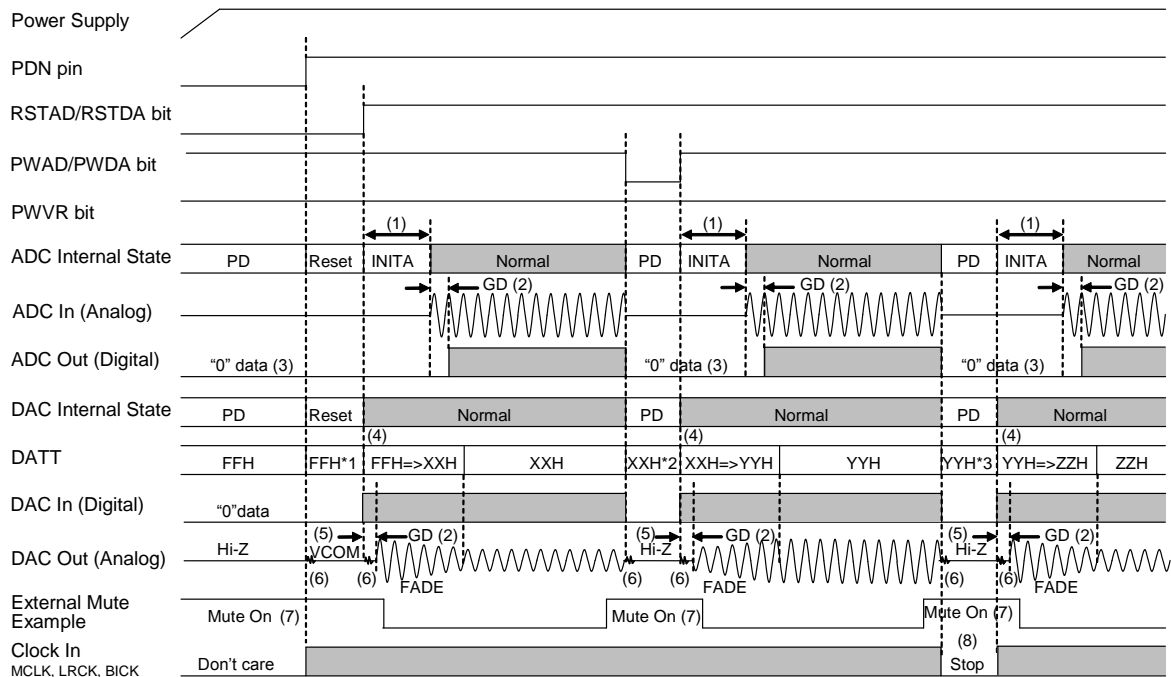 Power Supply
PDN pin
RSTAD/RSTDA bit
PWAD/PWDA bit
PWVR bit
(1) (1) (1)
ADC Internal State PD Reset INITA Normal PD INITA Normal PD INITA Normal
GD (2) GD (2) GD (2)
ADC In (Analog)
ADC Out (Digital) “0” data (3) “0” data (3) “0” data (3)
DAC Internal State PD Reset Normal PD Normal PD Normal
(4) (4) (4)
DATT FFH FFH*1 FFH=>XXH XXH XXH*2 XXH=>YYH YYH YYH*3 YYH=>ZZH ZZH
DAC In (Digital) “0”data
(5) GD (2) (5) GD (2) (5) GD (2)
DAC Out (Analog) Hi-Z VCOM Hi-Z Hi-Z
(6) (6) FADE (6) (6) FADE (6) (6) FADE
External Mute
Example Mute On (7) Mute On (7) Mute On (7)
Clock In (8)
MCLK, LRCK, BICK Don’t care Stop